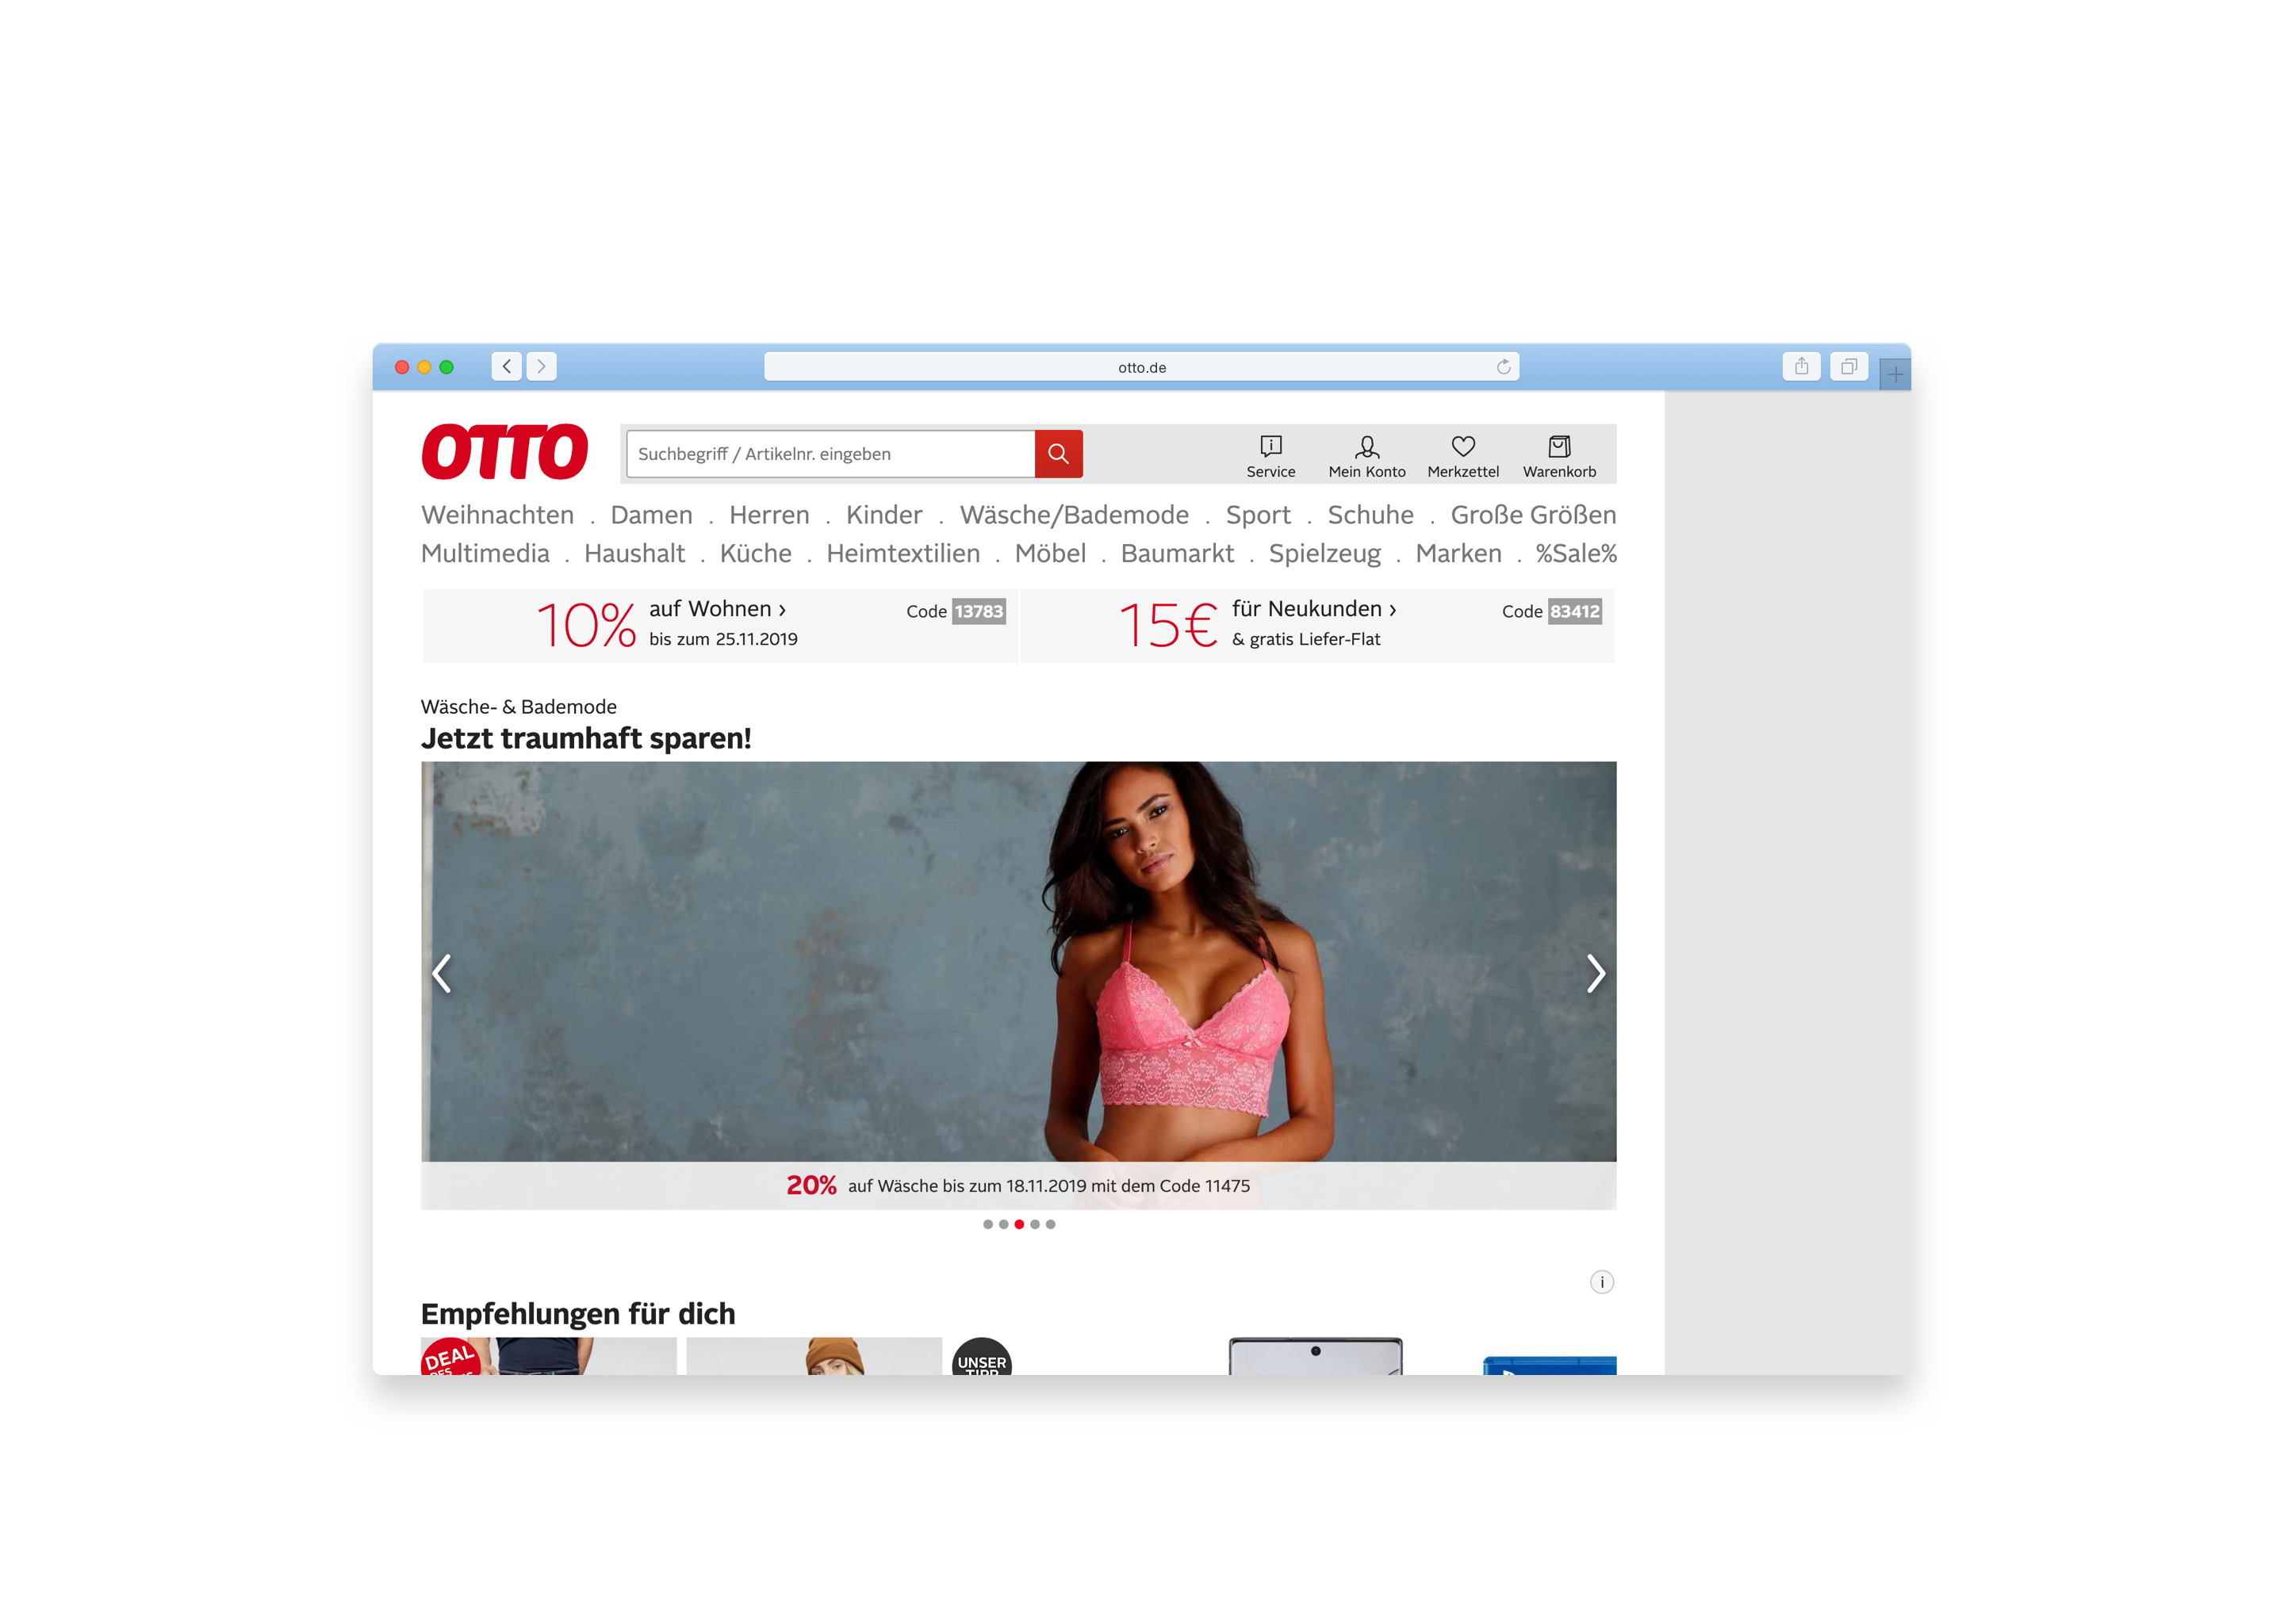 otto.de
OTTO
Suchbegriff / Artikelnr. eingeben
Service Mein Konto Merkzettel Warenkorb
Weihnachten . Damen . Herren . Kinder . Wäsche/Bademode . Sport . Schuhe . Große Größen
Multimedia . Haushalt . Küche . Heimtextilien . Möbel . Baumarkt . Spielzeug . Marken . %Sale%
10% auf Wohnen › Code 13783
bis zum 25.11.2019
15€ für Neukunden › Code 83412
& gratis Liefer-Flat
Wäsche- & Bademode
Jetzt traumhaft sparen!
20% auf Wäsche bis zum 18.11.2019 mit dem Code 11475
i
Empfehlungen für dich
DEAL
UNSER
TIPP